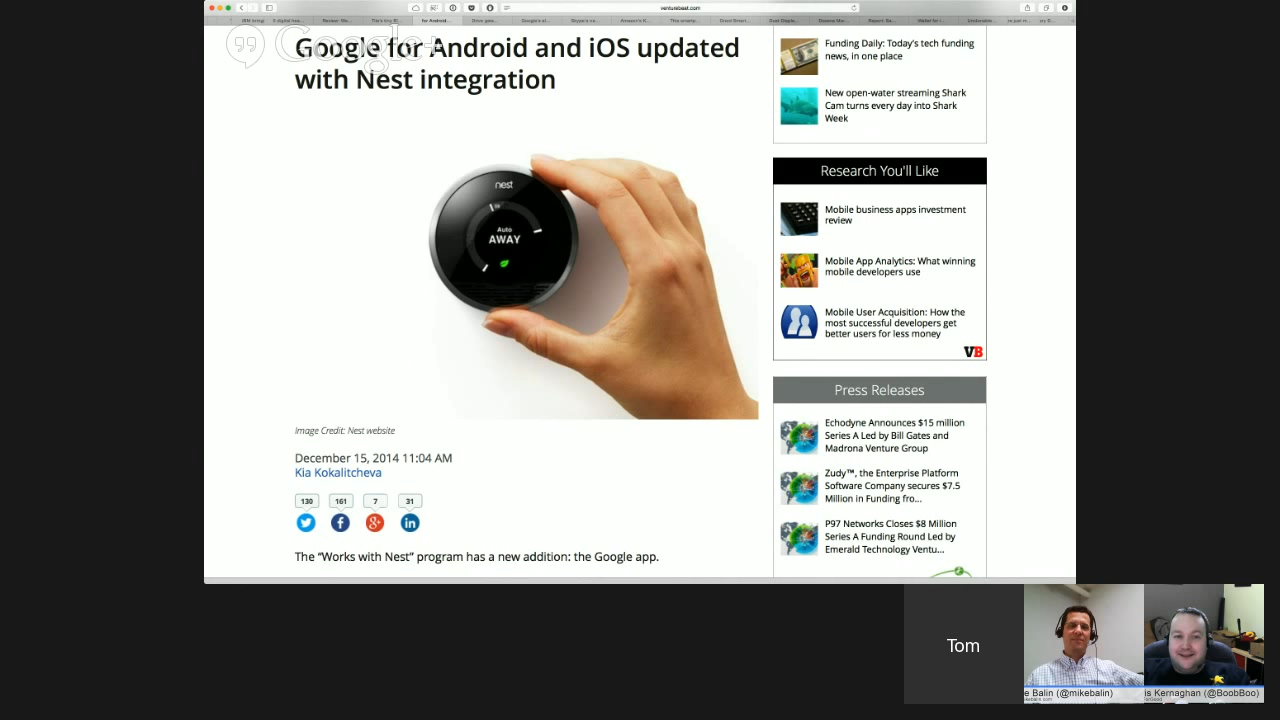 venturebeat.com
for Android...
Google+
Google for Android and iOS updated
with Nest integration
nest
Auto
AWAY
Image Credit: Nest website
December 15, 2014 11:04 AM
Kia Kokalitcheva
130 161 7 31
The “Works with Nest” program has a new addition: the Google app.
Funding Daily: Today's tech funding
news, in one place
New open-water streaming Shark
Cam turns every day into Shark
Week
Research You'll Like
Mobile business apps investment
review
Mobile App Analytics: What winning
mobile developers use
Mobile User Acquisition: How the
most successful developers get
better users for less money
VB
Press Releases
Echodyne Announces $15 million
Series A Led by Bill Gates and
Madrona Venture Group
Zudy™, the Enterprise Platform
Software Company secures $7.5
Million in Funding fro...
P97 Networks Closes $8 Million
Series A Funding Round Led by
Emerald Technology Ventu...
Tom
e Balin (@mikebalin)
is Kernaghan (@BoobBoo)